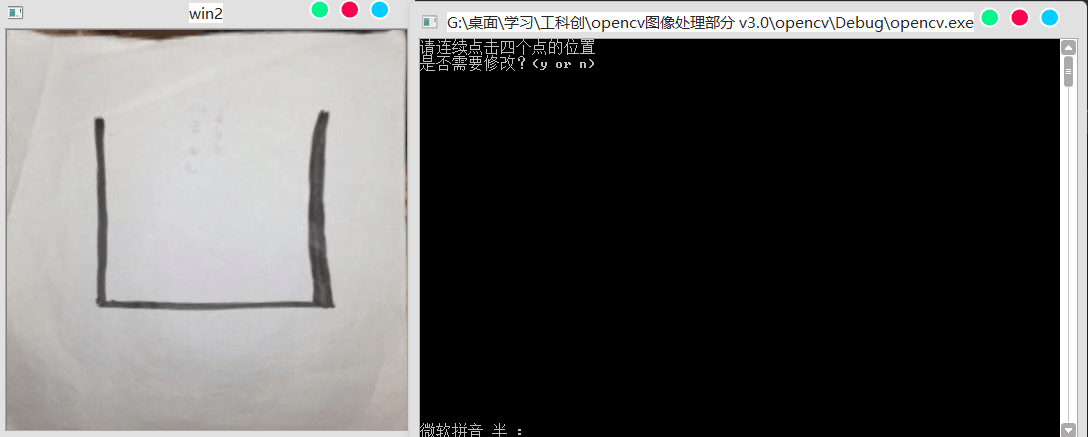 win2
G:\桌面\学习\工科创\opencv图像处理部分 v3.0\opencv\Debug\opencv.exe
请连续点击四个点的位置
是否需要修改？(y or n)
微软拼音 半 ：